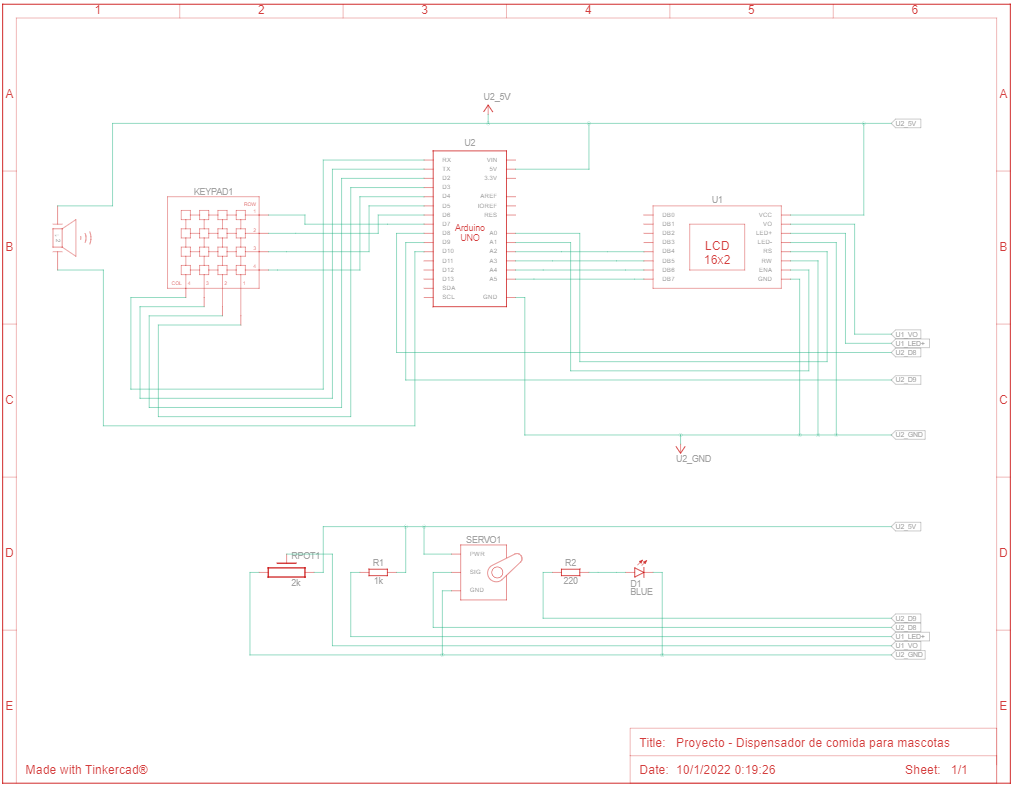 1 2 3 4 5 6
A A
U2_5V
U2_5V
U2
RX VIN
TX 5V
D2 3.3V
D3
KEYPAD1
D4 AREF
D5 IOREF
U1
ROW
D6 RES
DB0 VCC
1
D7
DB1 VO
Arduino
UNO
2
D8 A0
DB2 LED+
B B
D9 A1
DB3 LED-
LCD
16x2
3
D10 A2
DB4 RS
D11 A3
DB5 RW
4
D12 A4
DB6 ENA
D13 A5
DB7 GND
COL 4 3 2 1
SDA
SCL GND
U1_VO
U1_LED+
U2_D8
U2_D9
C C
U2_GND
U2_GND
U2_5V
SERVO1
D D
RPOT1
PWR
R1
R2
SIG
2k
1k
220
D1
GND
BLUE
U2_D9
U2_D8
U1_LED+
U1_VO
U2_GND
E E
Title: Proyecto - Dispensador de comida para mascotas
Made with Tinkercad®
Date: 10/1/2022 0:19:26 Sheet: 1/1